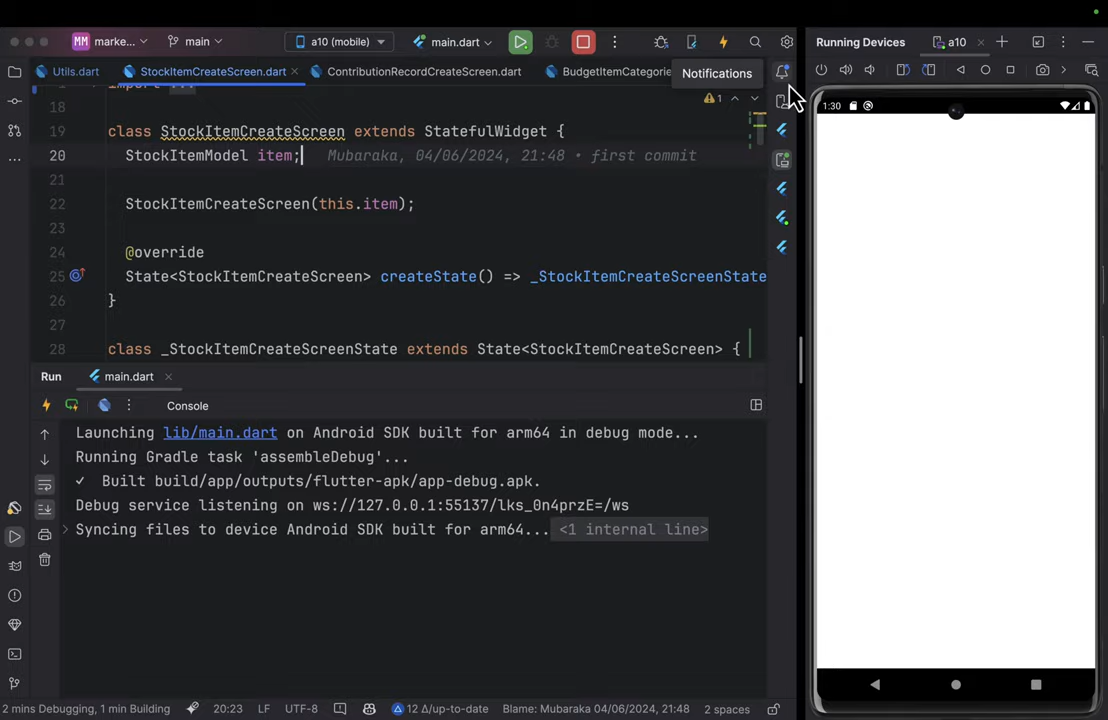 MM marke...
main
a10 (mobile)
main.dart
Running Devices
a10
Utils.dart
StockItemCreateScreen.dart
ContributionRecordCreateScreen.dart
BudgetItemCategorie
Notifications
import ...
1
18
19 class StockItemCreateScreen extends StatefulWidget {
20 StockItemModel item; Mubaraka, 04/06/2024, 21:48 • first commit
21
22 StockItemCreateScreen(this.item);
23
24 @override
25 State<StockItemCreateScreen> createState() => _StockItemCreateScreenState
26 }
27
28 class _StockItemCreateScreenState extends State<StockItemCreateScreen> {
1:30
Run
main.dart
Console
Launching lib/main.dart on Android SDK built for arm64 in debug mode...
Running Gradle task 'assembleDebug'...
✓ Built build/app/outputs/flutter-apk/app-debug.apk.
Debug service listening on ws://127.0.0.1:55137/lks_0n4przE=/ws
Syncing files to device Android SDK built for arm64... <1 internal line>
2 mins Debugging, 1 min Building
20:23
LF
UTF-8
12 Δ/up-to-date
Blame: Mubaraka 04/06/2024, 21:48
2 spaces